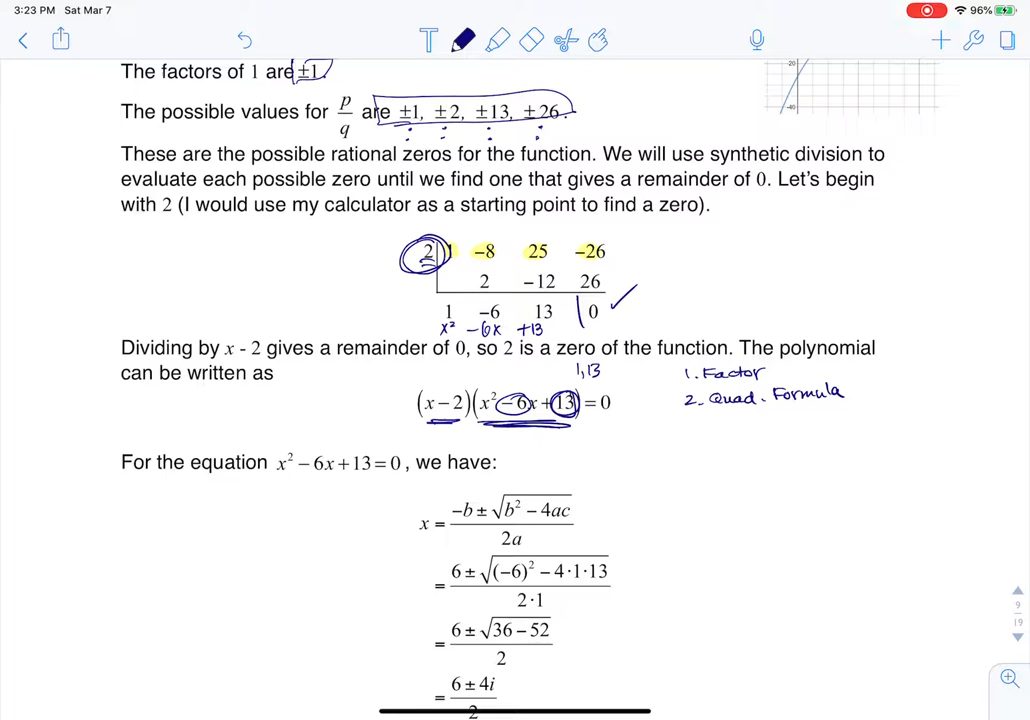 3:23 PM Sat Mar 7
96%
The factors of 1 are ±1.
-20
-40
The possible values for p/q are ±1, ±2, ±13, ±26.
These are the possible rational zeros for the function. We will use synthetic division to
evaluate each possible zero until we find one that gives a remainder of 0. Let's begin
with 2 (I would use my calculator as a starting point to find a zero).
2 1 −8 25 −26
2 −12 26
1 −6 13 0 ✓
x² −6x +13
Dividing by x - 2 gives a remainder of 0, so 2 is a zero of the function. The polynomial
can be written as
1,13
1. Factor
(x − 2)(x² − 6x + 13) = 0
2. Quad. Formula
For the equation x² − 6x + 13 = 0, we have:
x = (−b ± √(b² − 4ac)) / 2a
= (6 ± √((−6)² − 4·1·13)) / 2·1
= (6 ± √(36 − 52)) / 2
= (6 ± 4i) / 2
9
19
T